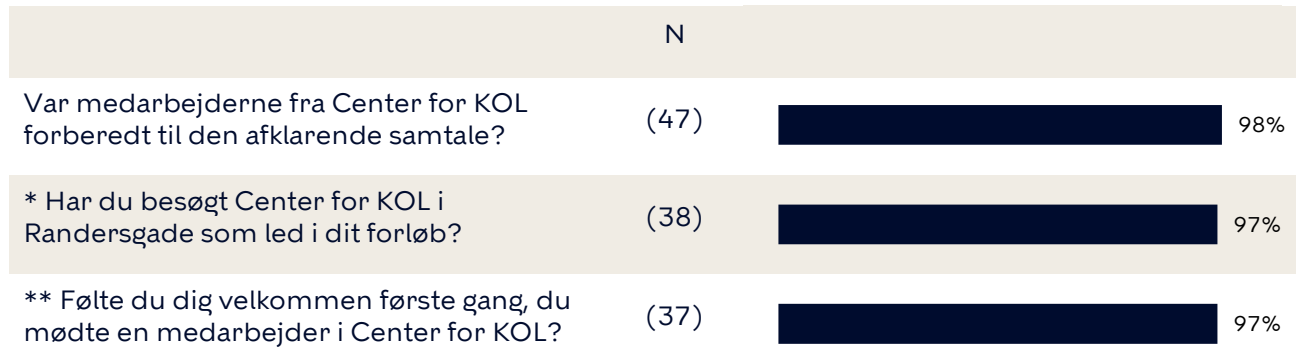 N
Var medarbejderne fra Center for KOL
forberedt til den afklarende samtale?
(47)
98%
* Har du besøgt Center for KOL i
Randersgade som led i dit forløb?
(38)
97%
** Følte du dig velkommen første gang, du
mødte en medarbejder i Center for KOL?
(37)
97%